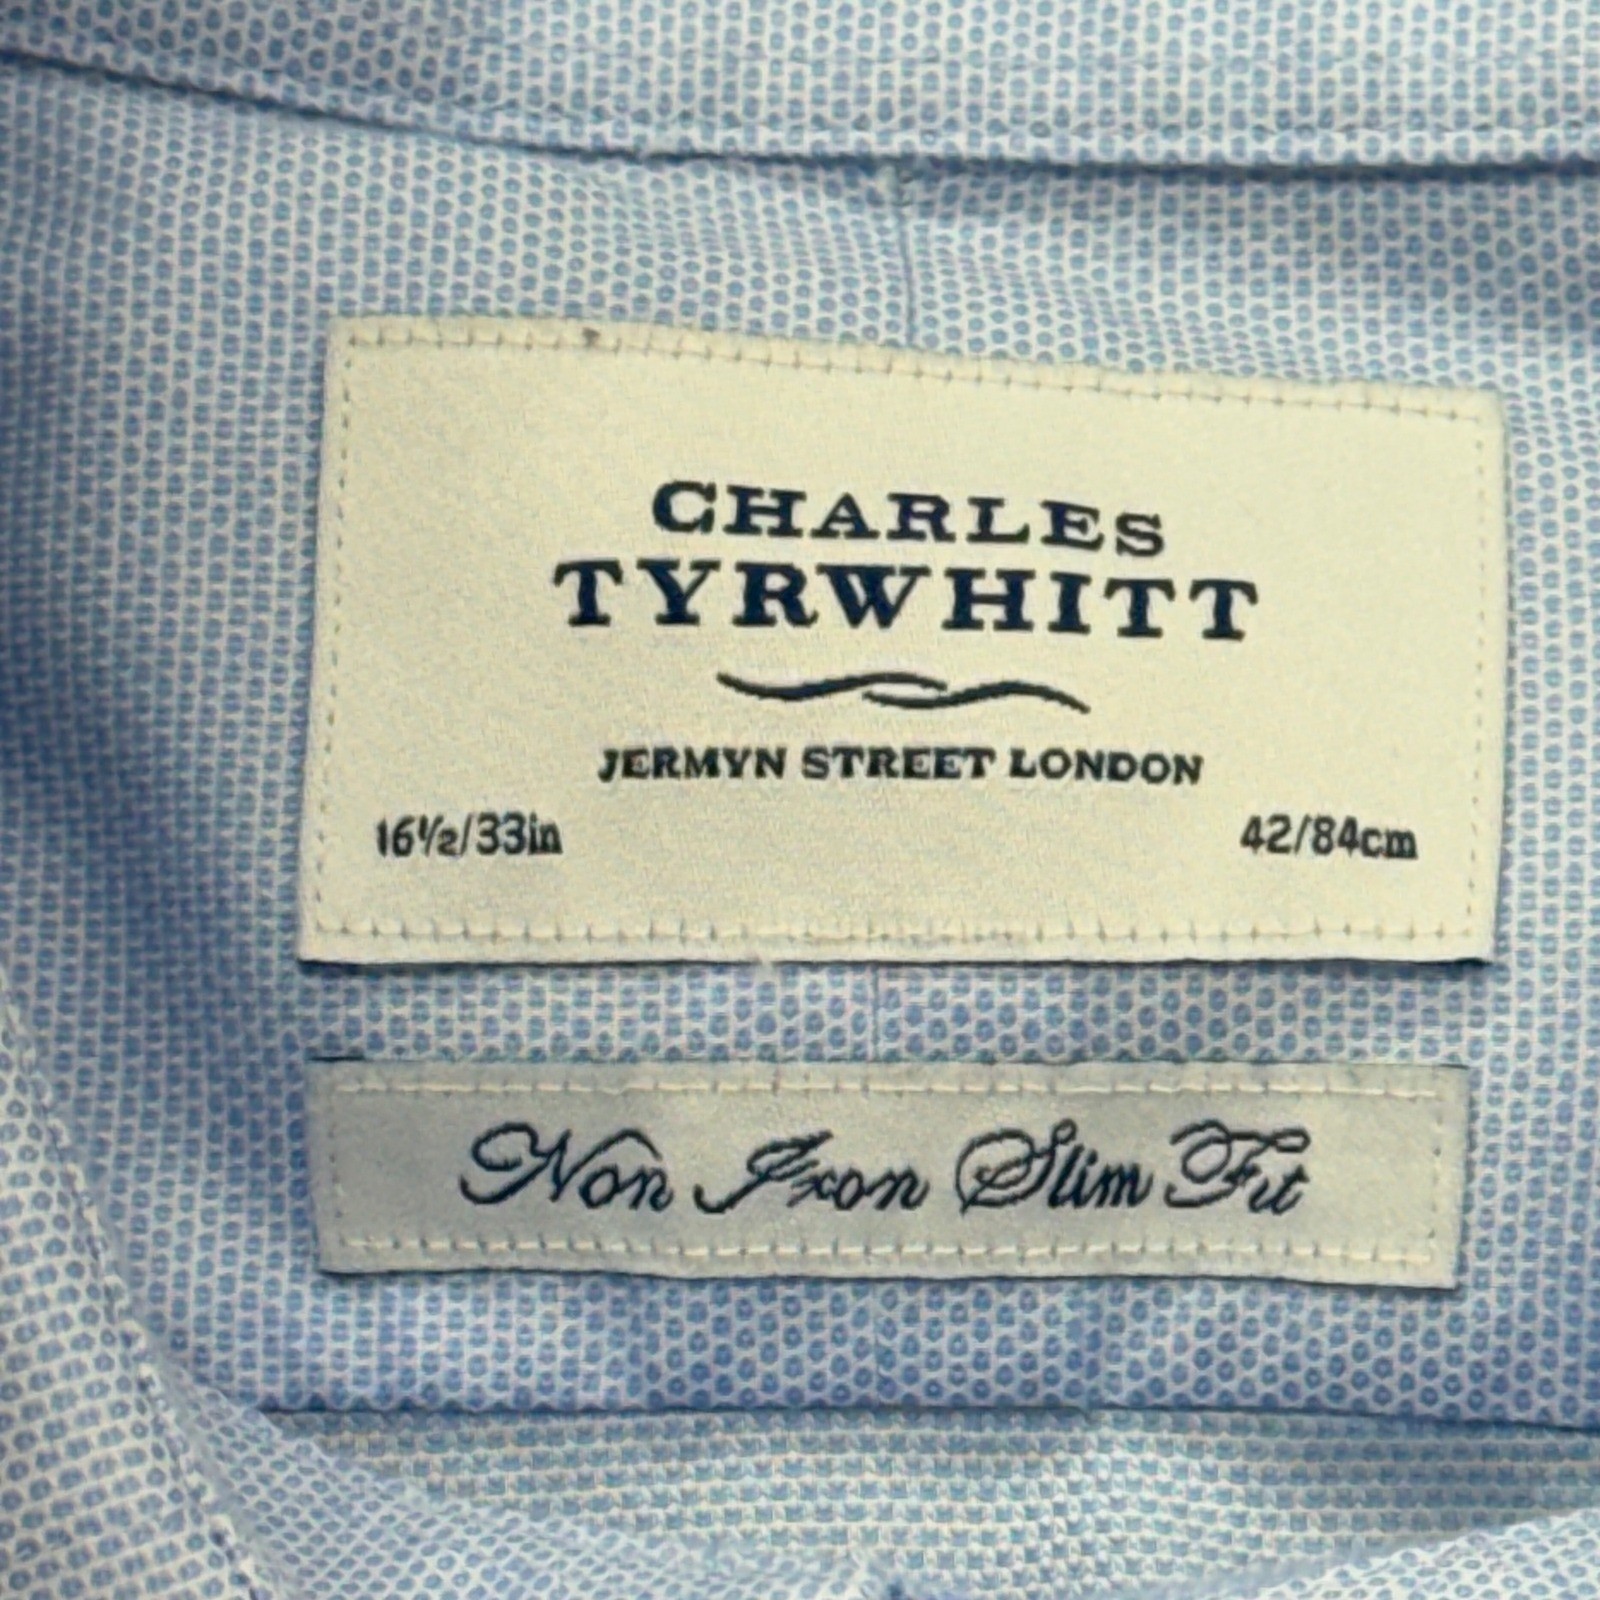 CHARLES
TYRWHITT
JERMYN STREET LONDON
16½/33in 42/84cm
Non Iron Slim Fit